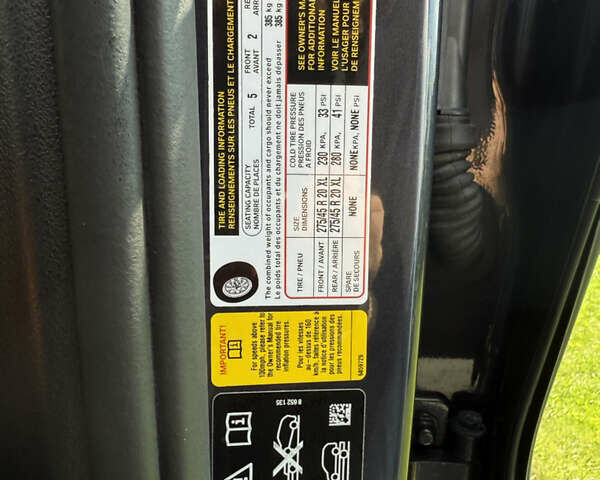 TIRE AND LOADING INFORMATION
RENSEIGNEMENTS SUR LES PNEUS ET LE CHARGEMENT
SEATING CAPACITY
NOMBRE DE PLACES
TOTAL 5
FRONT
AVANT 2
RE
ARR
The combined weight of occupants and cargo should never exceed 385 kg
Le poids total des occupants et du chargement ne doit jamais dépasser 385 kg
TIRE / PNEU
SIZE
DIMENSIONS
COLD TIRE PRESSURE
PRESSION DES PNEUS
A FROID
FRONT / AVANT 275/45 R 20 XL 230 KPA, 33 PSI
REAR / ARRIÈRE 275/45 R 20 XL 280 KPA, 41 PSI
SPARE
DE SECOURS
NONE NONE KPA, NONE PSI
SEE OWNER'S MA
FOR ADDITIONAL
INFORMATION
VOIR LE MANUEL
L'USAGER POUR
DE RENSEIGNEM
IMPORTANT!
For speeds above
100mph, please refer to
the Owner's Manual for
recommended tire
inflation pressures.
Pour les vitesses
au-dessus de 160
km/h, faites référence à
la notice d'utilisation
pour les pressions des
pneus recommandées.
6409729
8 652 135